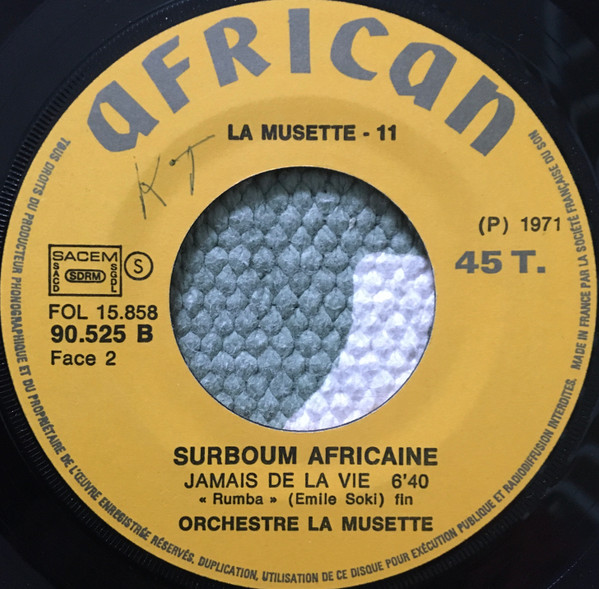 AFRICAN
LA MUSETTE - 11
KT
(P) 1971
45 T.
SACEM
SACD
SDRM
SGDL
S
FOL 15.858
90.525 B
Face 2
SURBOUM AFRICAINE
JAMAIS DE LA VIE 6'40
« Rumba » (Emile Soki) fin
ORCHESTRE LA MUSETTE
TOUS DROITS DU PRODUCTEUR PHONOGRAPHIQUE ET DU PROPRIÉTAIRE DE L'ŒUVRE ENREGISTRÉE RÉSERVÉS. DUPLICATION, UTILISATION DE CE DISQUE POUR EXÉCUTION PUBLIQUE ET RADIODIFFUSION INTERDITES. MADE IN FRANCE PAR LA SOCIÉTÉ FRANÇAISE DU SON